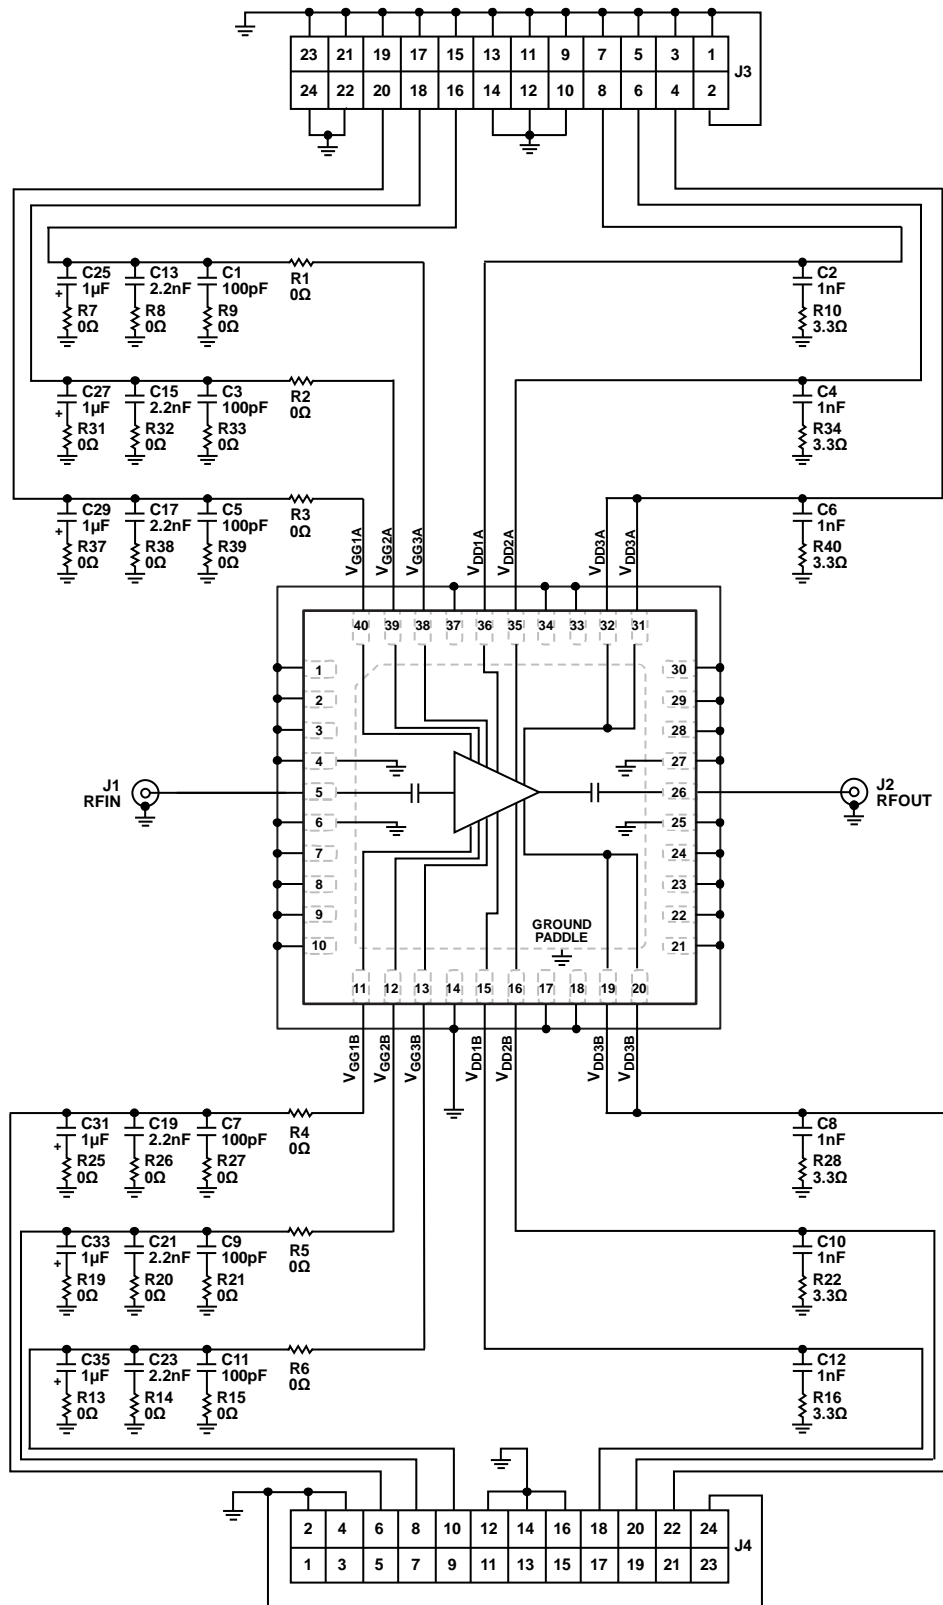 23 21 19 17 15 13 11 9 7 5 3 1
J3
24 22 20 18 16 14 12 10 8 6 4 2
C25 1µF
C13 2.2nF
C1 100pF
R1 0Ω
R7 0Ω
R8 0Ω
R9 0Ω
C2 1nF
R10 3.3Ω
C27 1µF
C15 2.2nF
C3 100pF
R2 0Ω
R31 0Ω
R32 0Ω
R33 0Ω
C4 1nF
R34 3.3Ω
C29 1µF
C17 2.2nF
C5 100pF
R3 0Ω
R37 0Ω
R38 0Ω
R39 0Ω
C6 1nF
R40 3.3Ω
VGG1A VGG2A VGG3A VDD1A VDD2A VDD3A VDD3A
40 39 38 37 36 35 34 33 32 31
1 30
2 29
3 28
4 27
J1
RFIN
5 26
J2
RFOUT
6 25
7 24
8 23
9 22
10 21
GROUND
PADDLE
11 12 13 14 15 16 17 18 19 20
VGG1B VGG2B VGG3B VDD1B VDD2B VDD3B VDD3B
C31 1µF
C19 2.2nF
C7 100pF
R4 0Ω
R25 0Ω
R26 0Ω
R27 0Ω
C8 1nF
R28 3.3Ω
C33 1µF
C21 2.2nF
C9 100pF
R5 0Ω
R19 0Ω
R20 0Ω
R21 0Ω
C10 1nF
R22 3.3Ω
C35 1µF
C23 2.2nF
C11 100pF
R6 0Ω
R13 0Ω
R14 0Ω
R15 0Ω
C12 1nF
R16 3.3Ω
2 4 6 8 10 12 14 16 18 20 22 24
J4
1 3 5 7 9 11 13 15 17 19 21 23